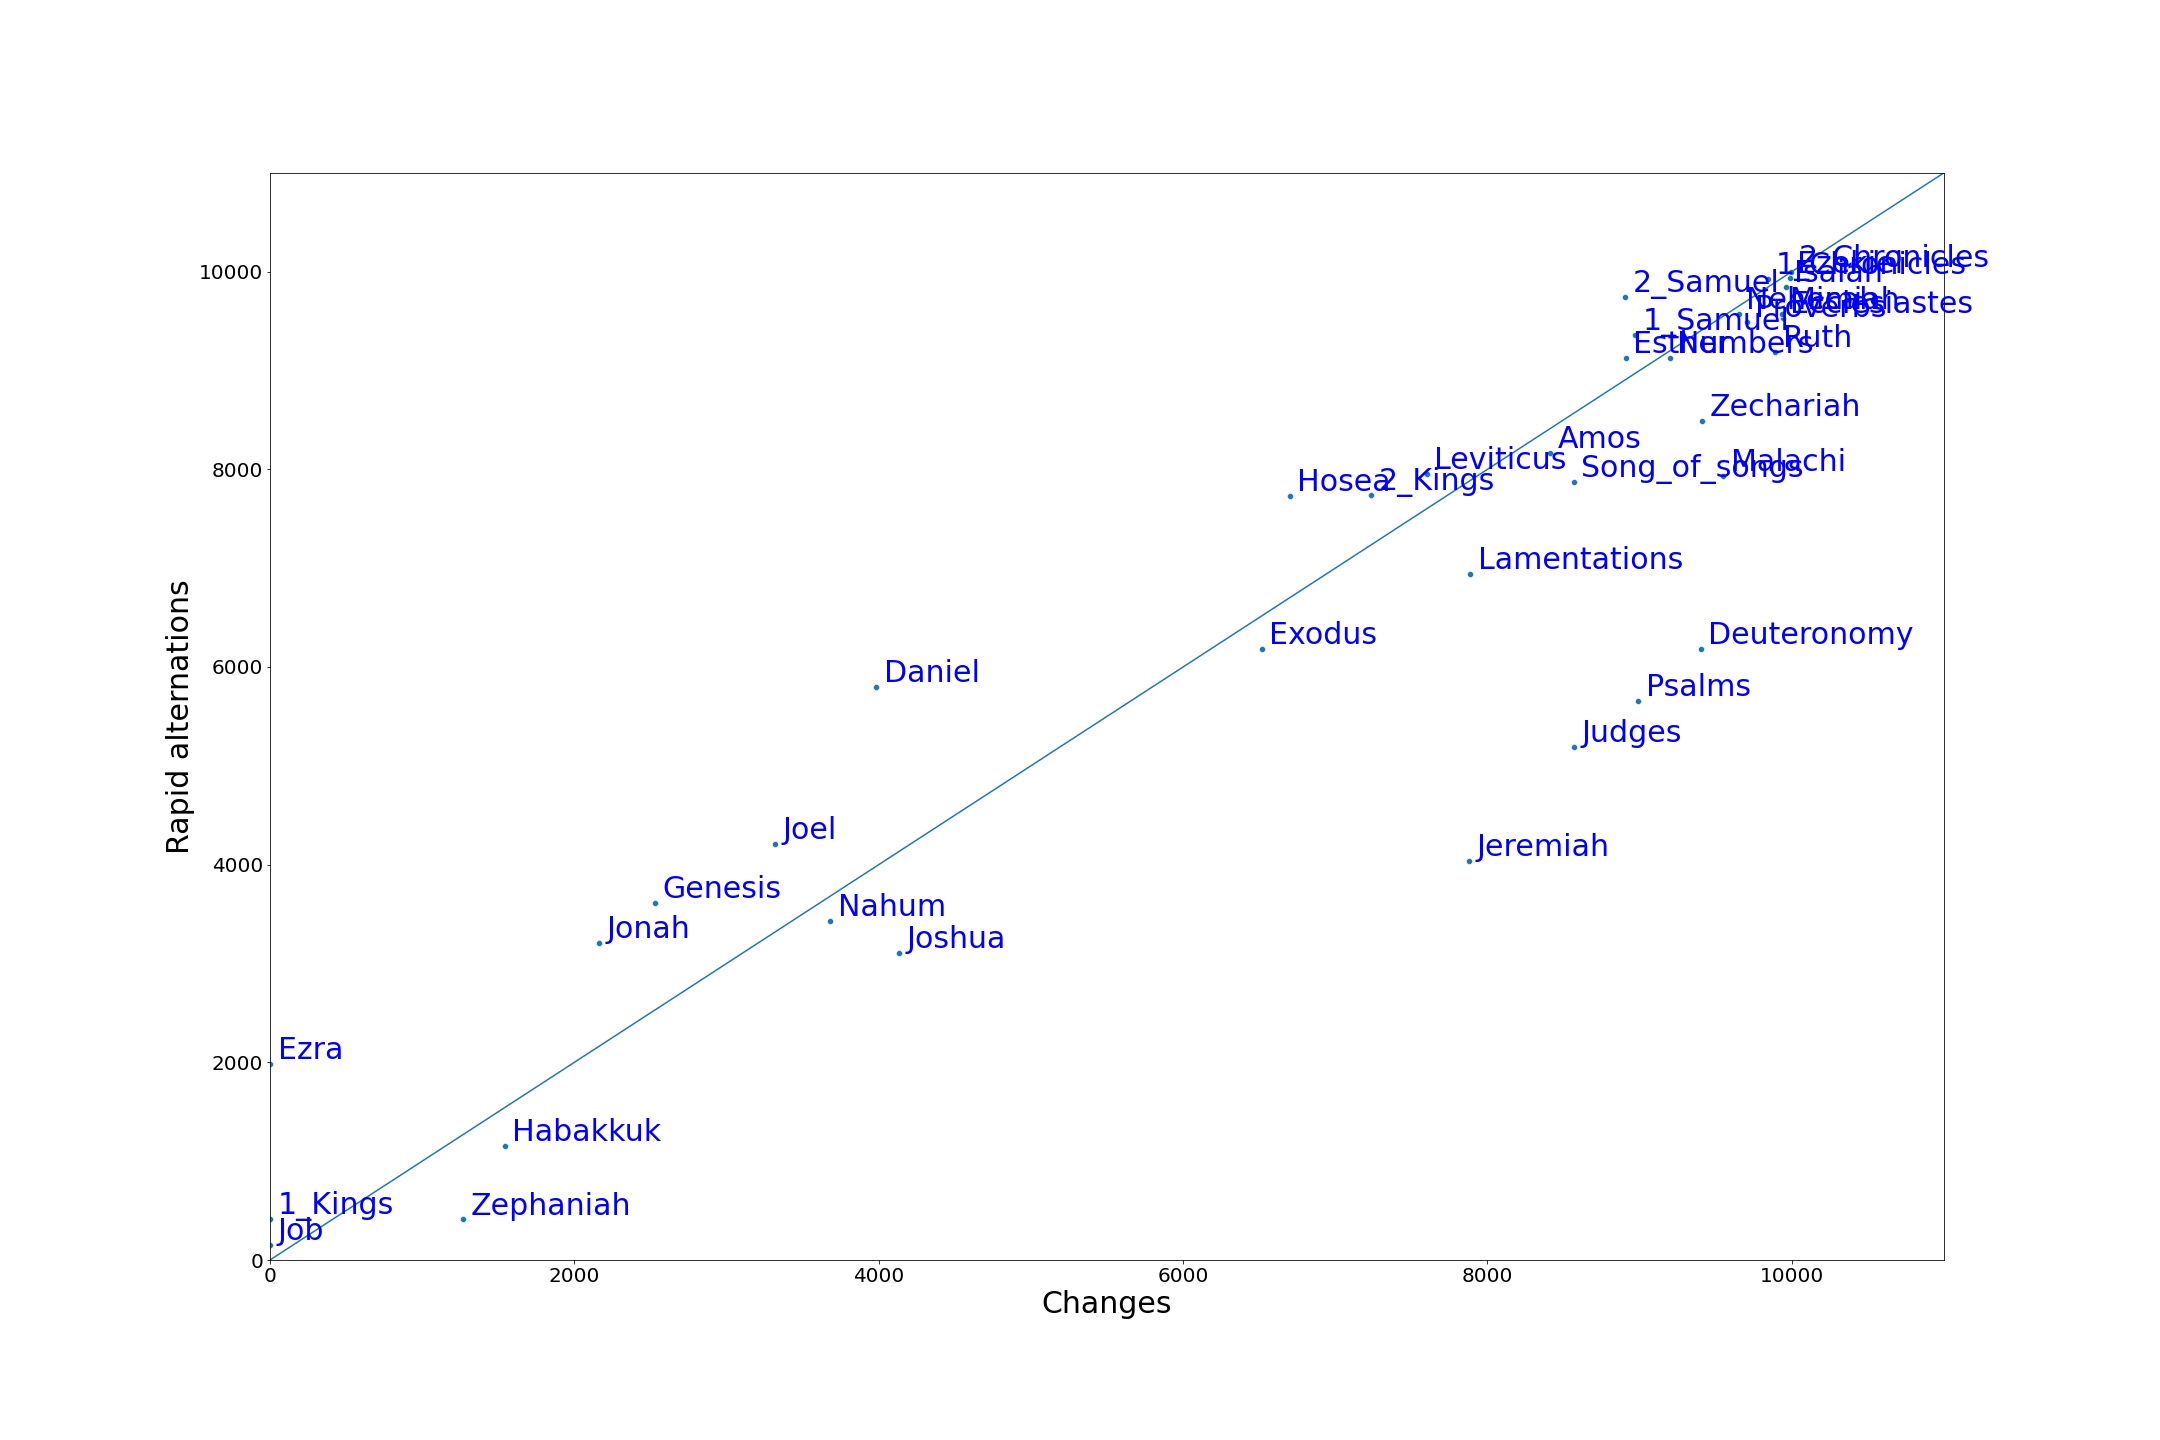 10000
8000
6000
4000
2000
0
Rapid alternations
2_Chronicles
Ezekiel
1_Chronicles
Isaiah
2_Samuel
Nehemiah
Micah
Ecclesiastes
Proverbs
1_Samuel
Ruth
Esther
Numbers
Zechariah
Amos
Leviticus
Malachi
Song_of_songs
Hosea
2_Kings
Lamentations
Exodus
Deuteronomy
Daniel
Psalms
Judges
Joel
Jeremiah
Genesis
Nahum
Jonah
Joshua
Ezra
Habakkuk
1_Kings
Zephaniah
Job
0
2000
4000
6000
8000
10000
Changes